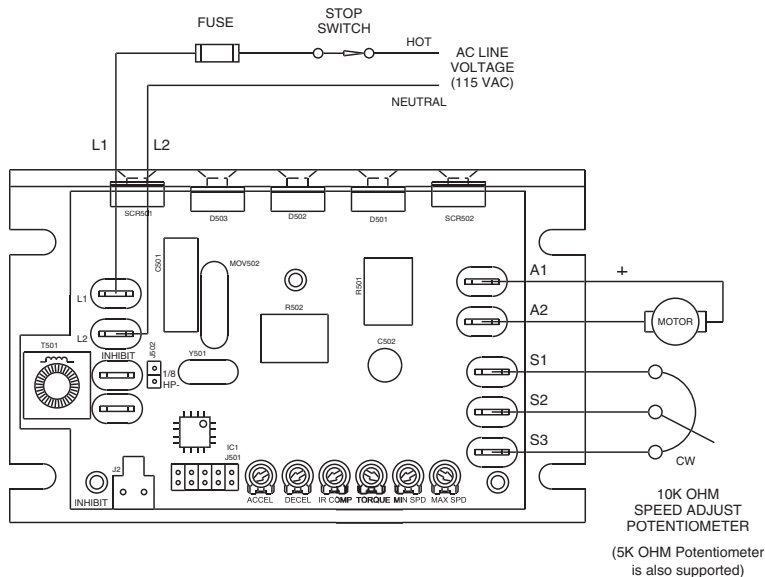 FUSE
STOP
SWITCH
HOT
AC LINE
VOLTAGE
(115 VAC)
NEUTRAL
L1
L2
SCR501
D503
D502
D501
SCR502
C501
MOV502
R501
A1
+
L1
R502
A2
MOTOR
T501
L2
INHIBIT
J502
Y501
C502
1/8
HP-
S1
S2
S3
CW
IC1
J501
J2
INHIBIT
ACCEL
DECEL
IR COMP
TORQUE
MIN SPD
MAX SPD
10K OHM
SPEED ADJUST
POTENTIOMETER
(5K OHM Potentiometer
is also supported)